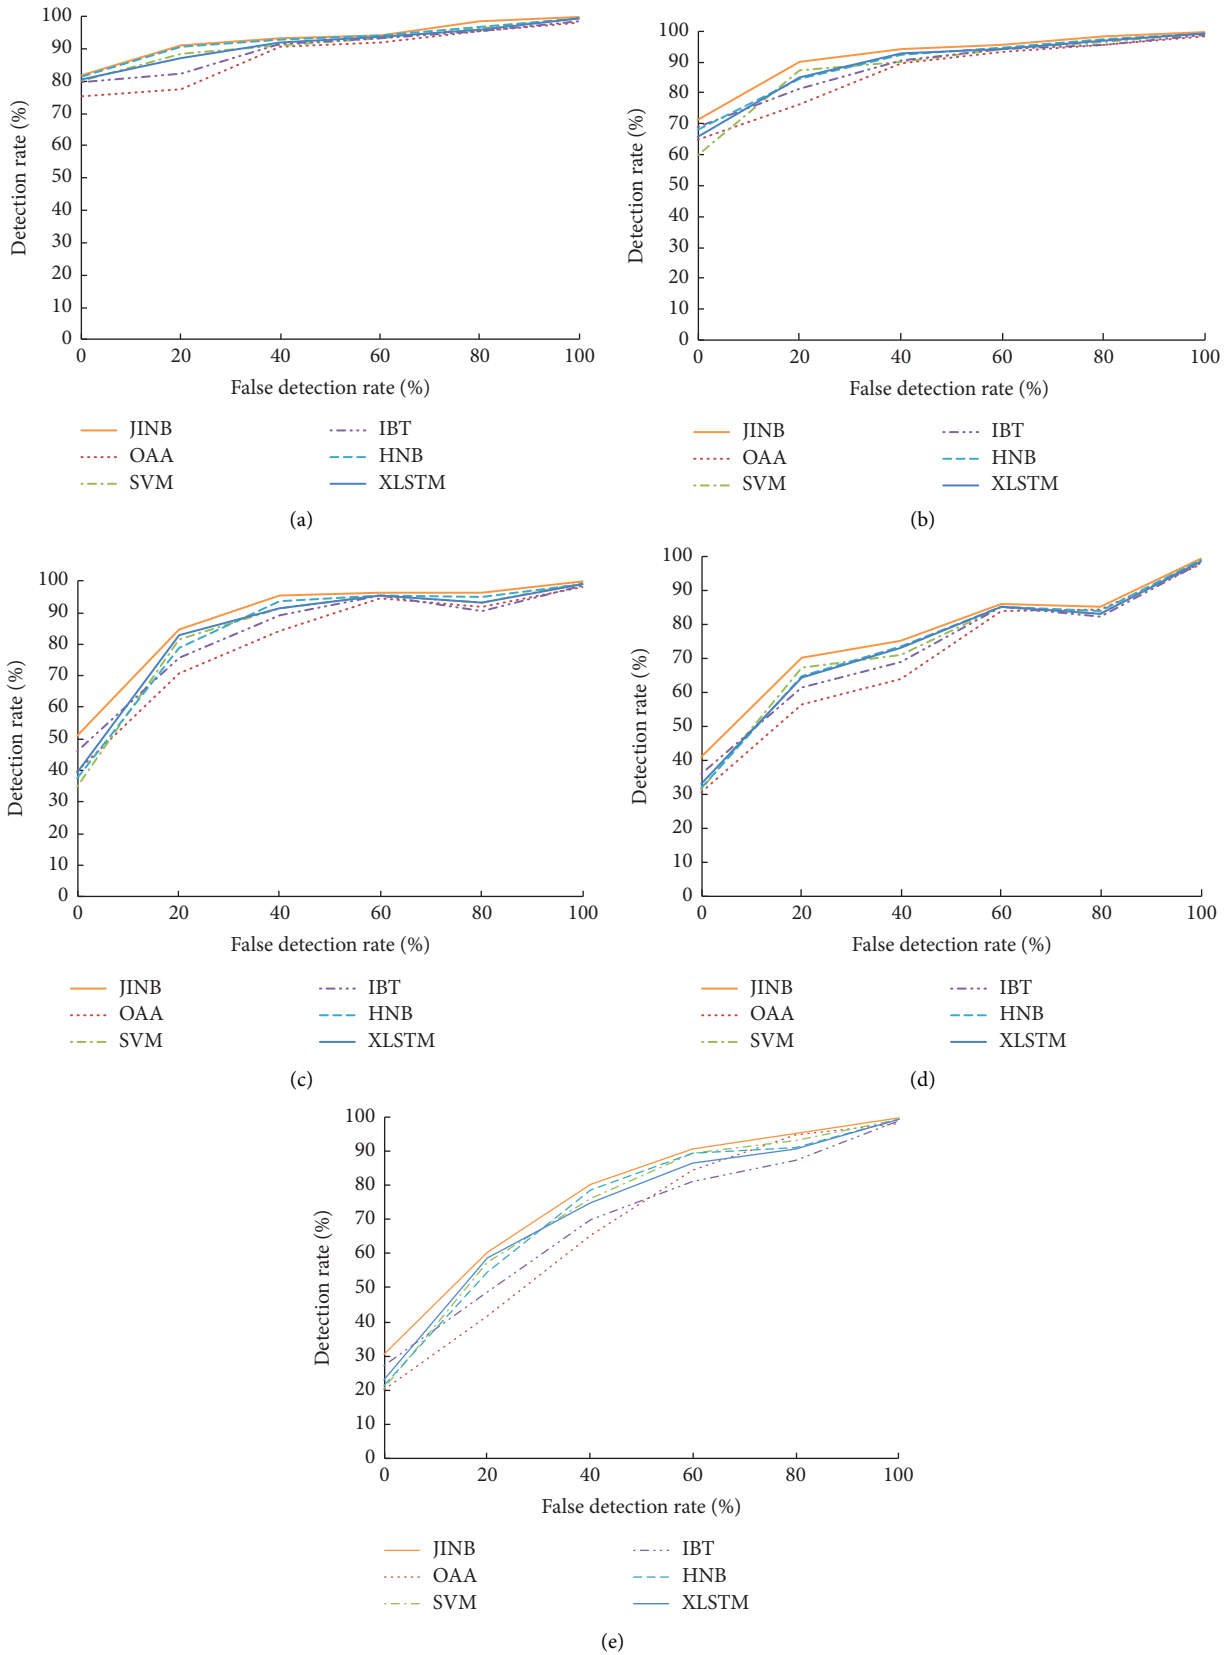 100
90
80
70
60
50
40
30
20
10
0
Detection rate (%)
0 20 40 60 80 100
False detection rate (%)
JINB IBT
OAA HNB
SVM XLSTM
(a)
100
90
80
70
60
50
40
30
20
10
0
Detection rate (%)
0 20 40 60 80 100
False detection rate (%)
JINB IBT
OAA HNB
SVM XLSTM
(b)
100
90
80
70
60
50
40
30
20
10
0
Detection rate (%)
0 20 40 60 80 100
False detection rate (%)
JINB IBT
OAA HNB
SVM XLSTM
(c)
100
90
80
70
60
50
40
30
20
10
0
Detection rate (%)
0 20 40 60 80 100
False detection rate (%)
JINB IBT
OAA HNB
SVM XLSTM
(d)
100
90
80
70
60
50
40
30
20
10
0
Detection rate (%)
0 20 40 60 80 100
False detection rate (%)
JINB IBT
OAA HNB
SVM XLSTM
(e)